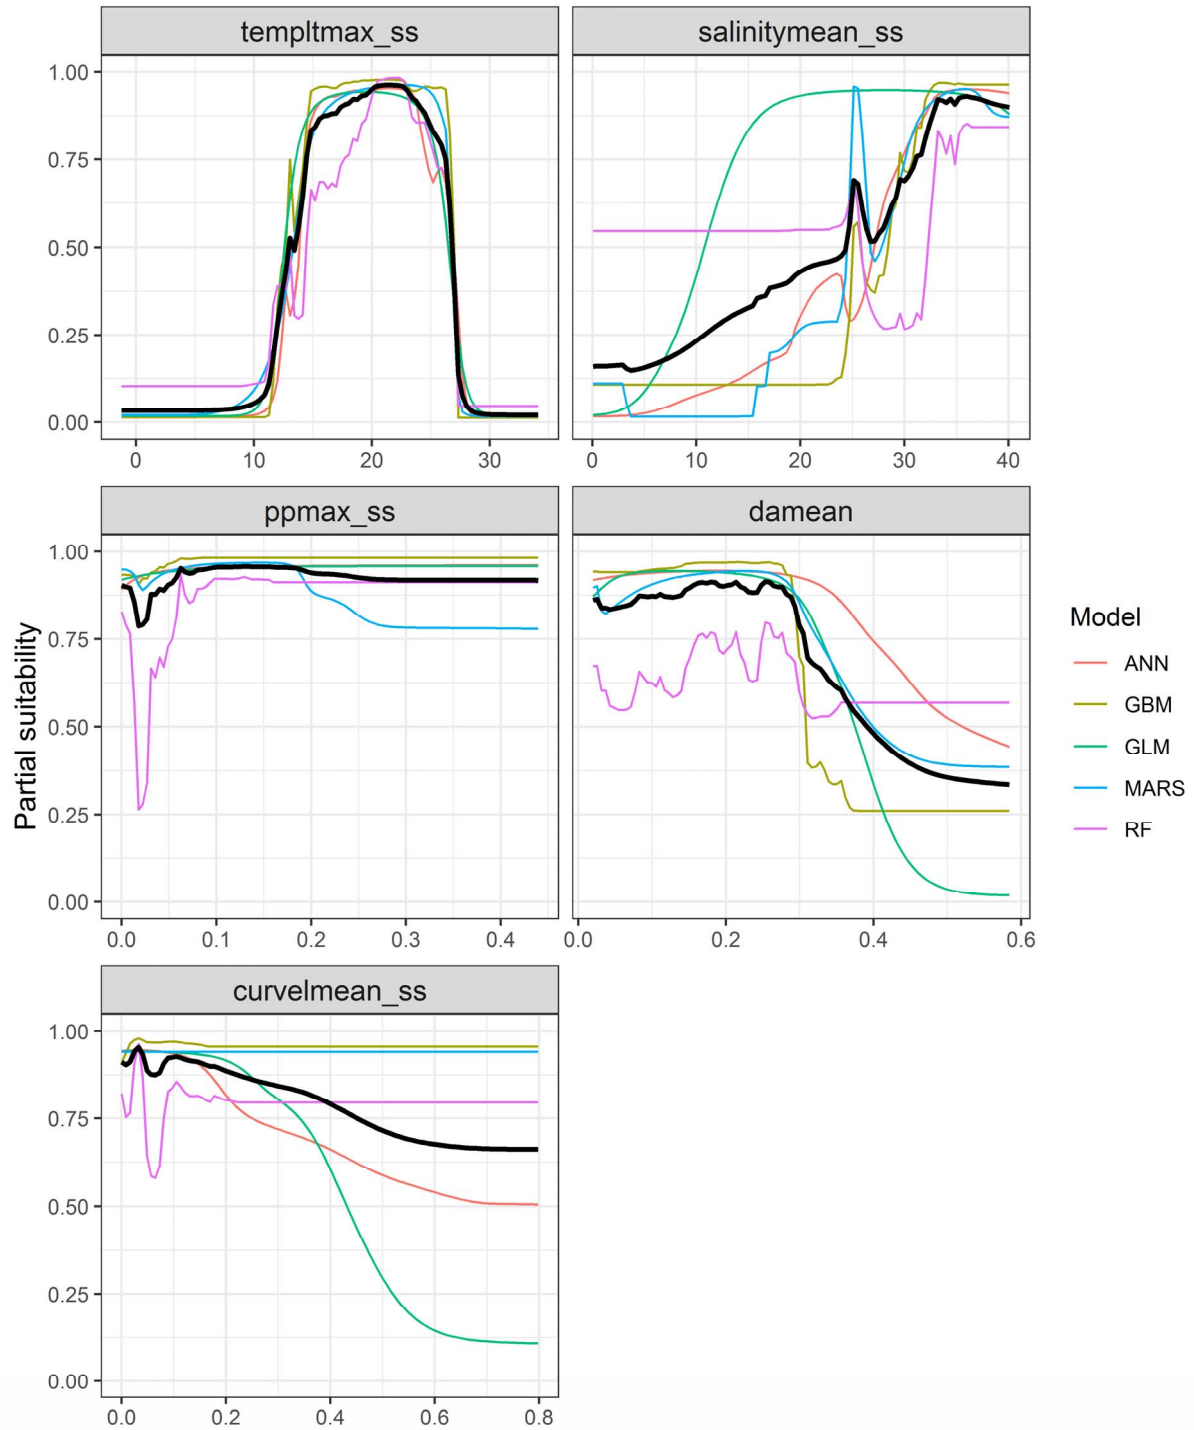 templtmax_ss
salinitymean_ss
1.00
0.75
0.50
0.25
0.00
0 10 20 30
0 10 20 30 40
ppmax_ss
damean
1.00
0.75
0.50
0.25
0.00
0.0 0.1 0.2 0.3 0.4
0.0 0.2 0.4 0.6
curvelmean_ss
1.00
0.75
0.50
0.25
0.00
0.0 0.2 0.4 0.6 0.8
Partial suitability
Model
ANN
GBM
GLM
MARS
RF